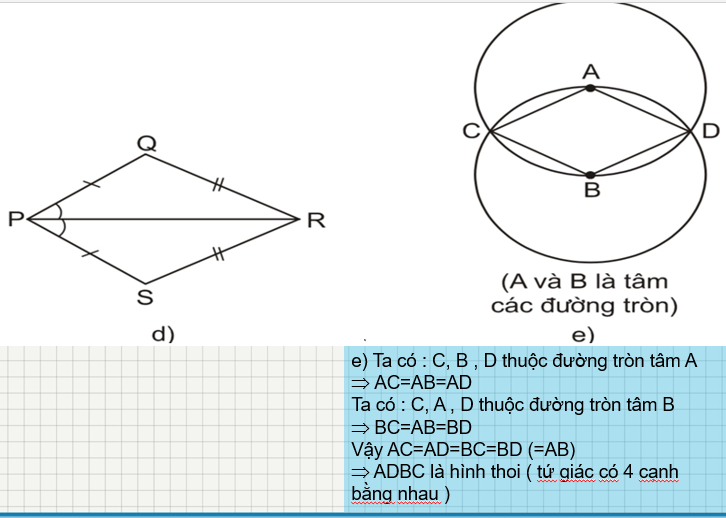 A
C
D
B
Q
P
R
S
(A và B là tâm
các đường tròn)
d)
e)
e) Ta có : C, B , D thuộc đường tròn tâm A
⇒ AC=AB=AD
Ta có : C, A , D thuộc đường tròn tâm B
⇒ BC=AB=BD
Vậy AC=AD=BC=BD (=AB)
⇒ ADBC là hình thoi ( tứ giác có 4 cạnh
bằng nhau )